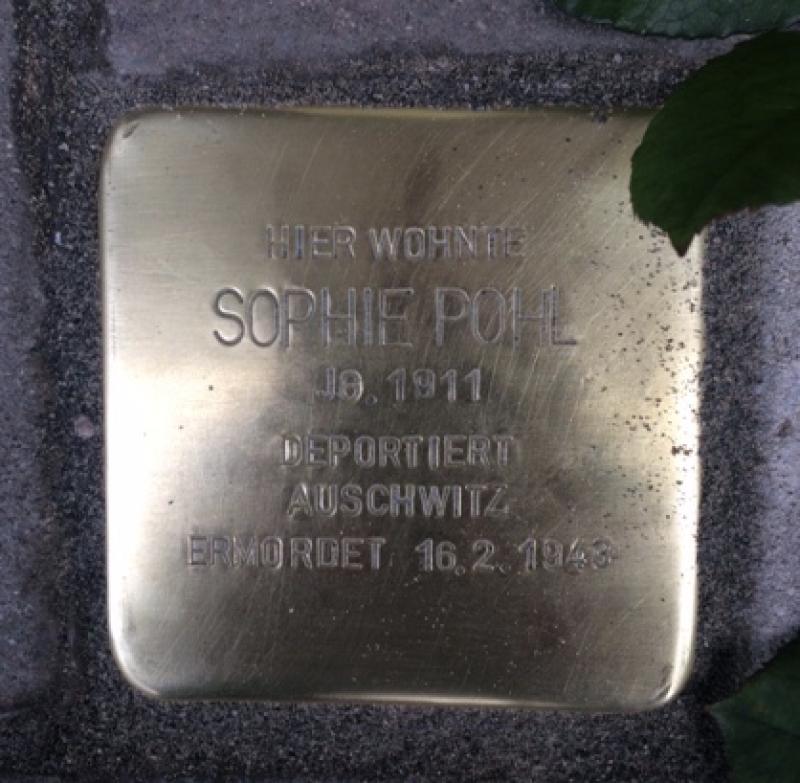 HIER WOHNTE
SOPHIE POHL
JG. 1911
DEPORTIERT
AUSCHWITZ
ERMORDET 16.2.1943